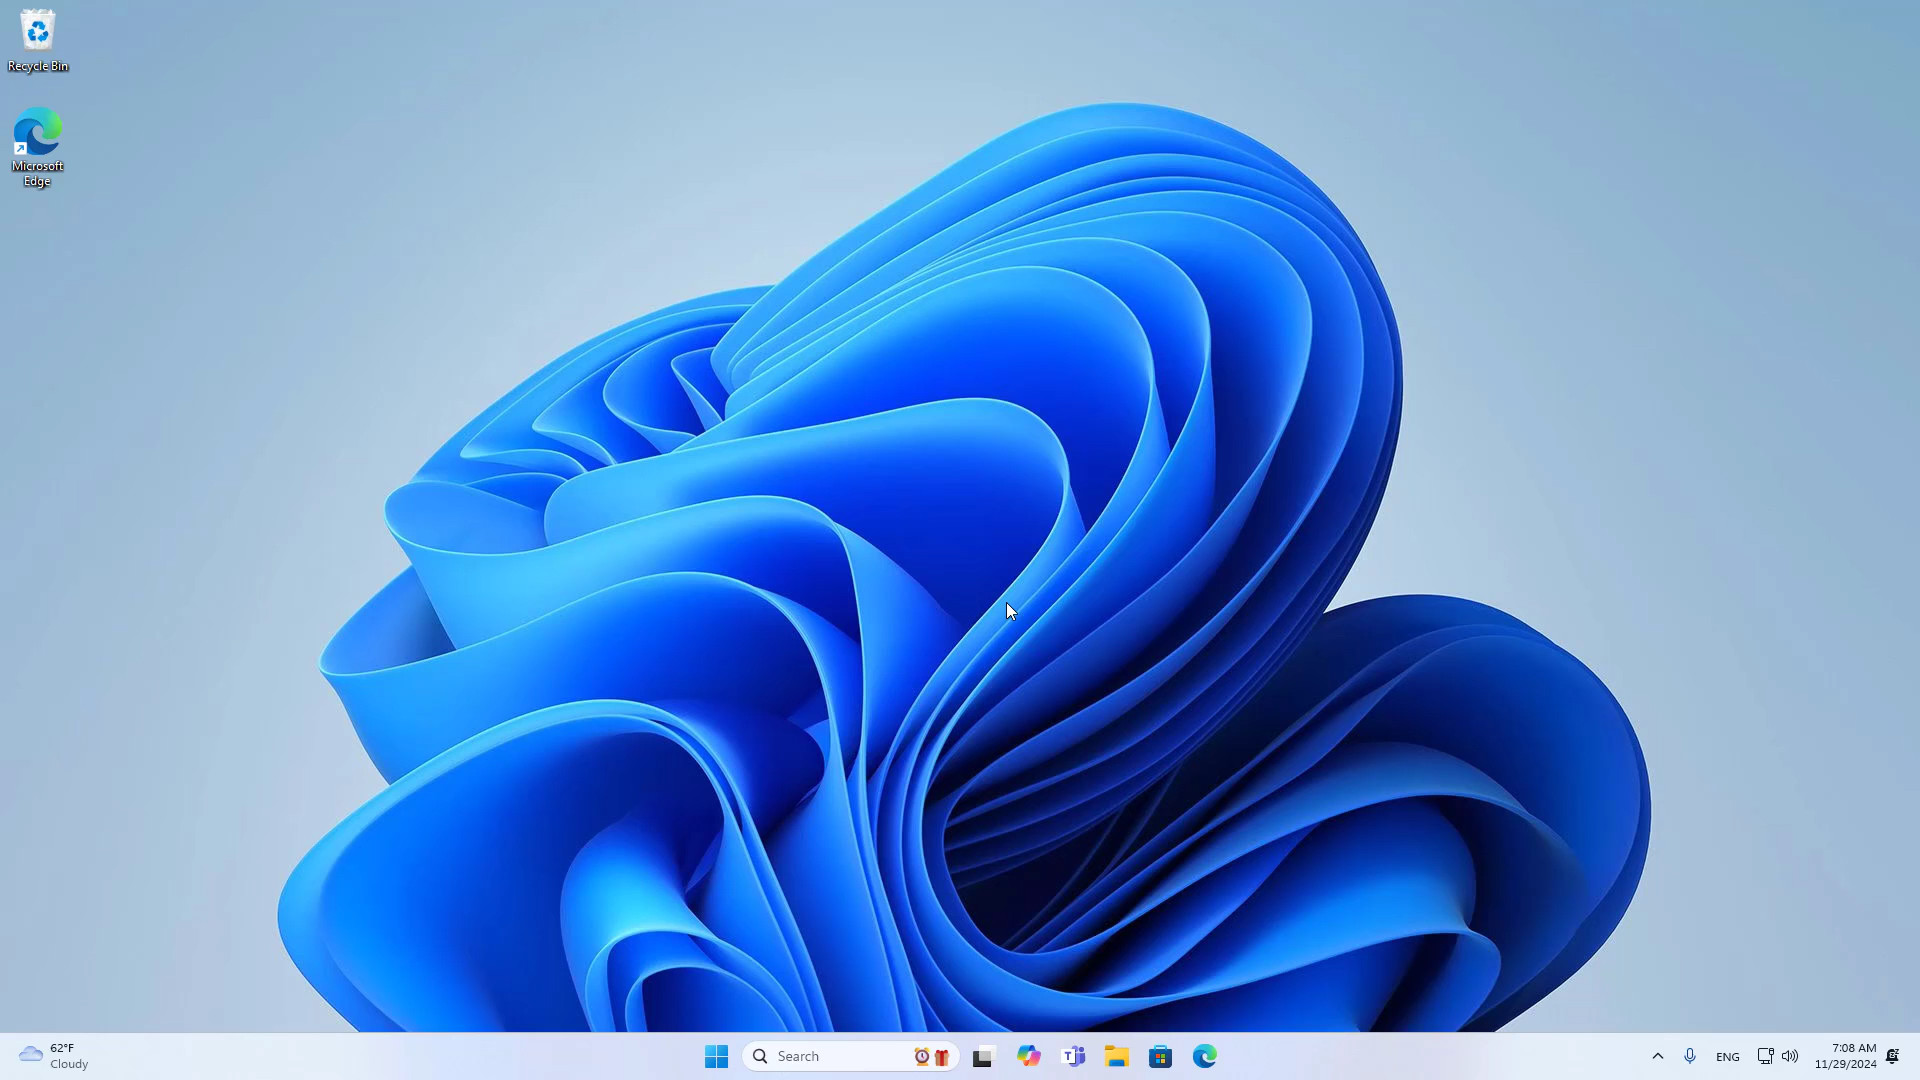 Recycle Bin
Microsoft
Edge
62°F
Cloudy
Search
ENG
7:08 AM
11/29/2024